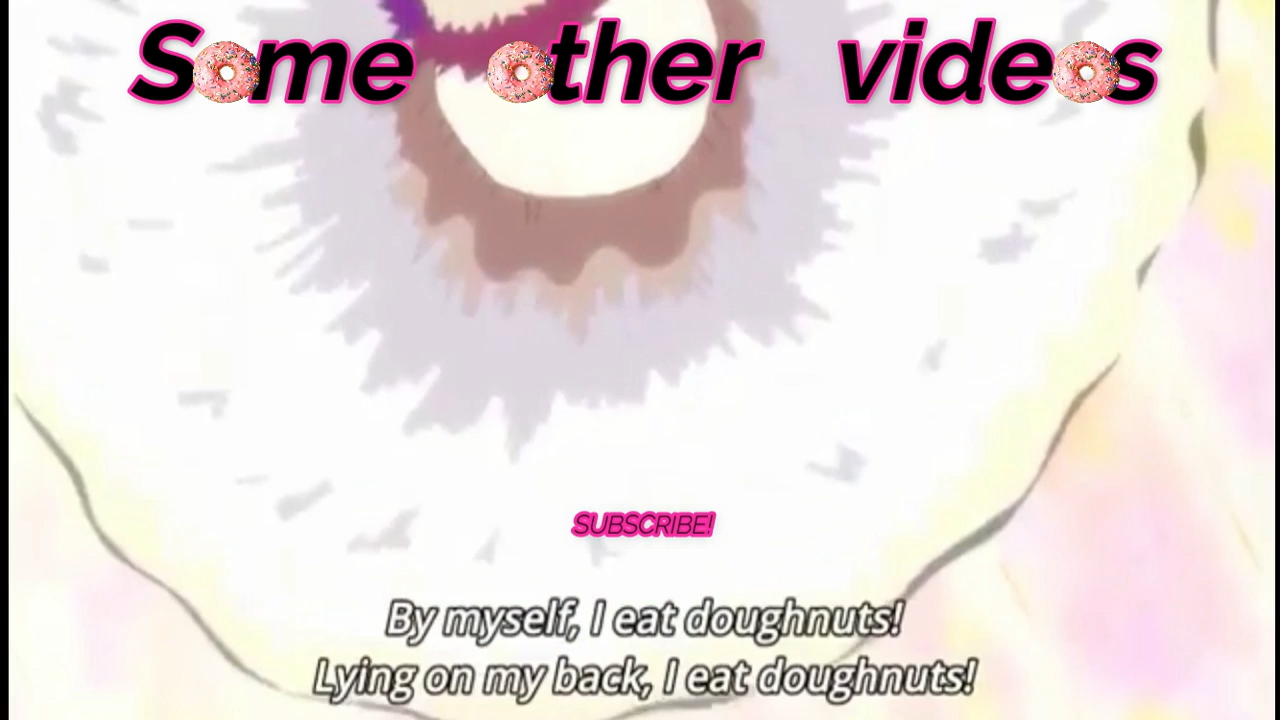 Some other videos
SUBSCRIBE!
By myself, I eat doughnuts!
Lying on my back, I eat doughnuts!